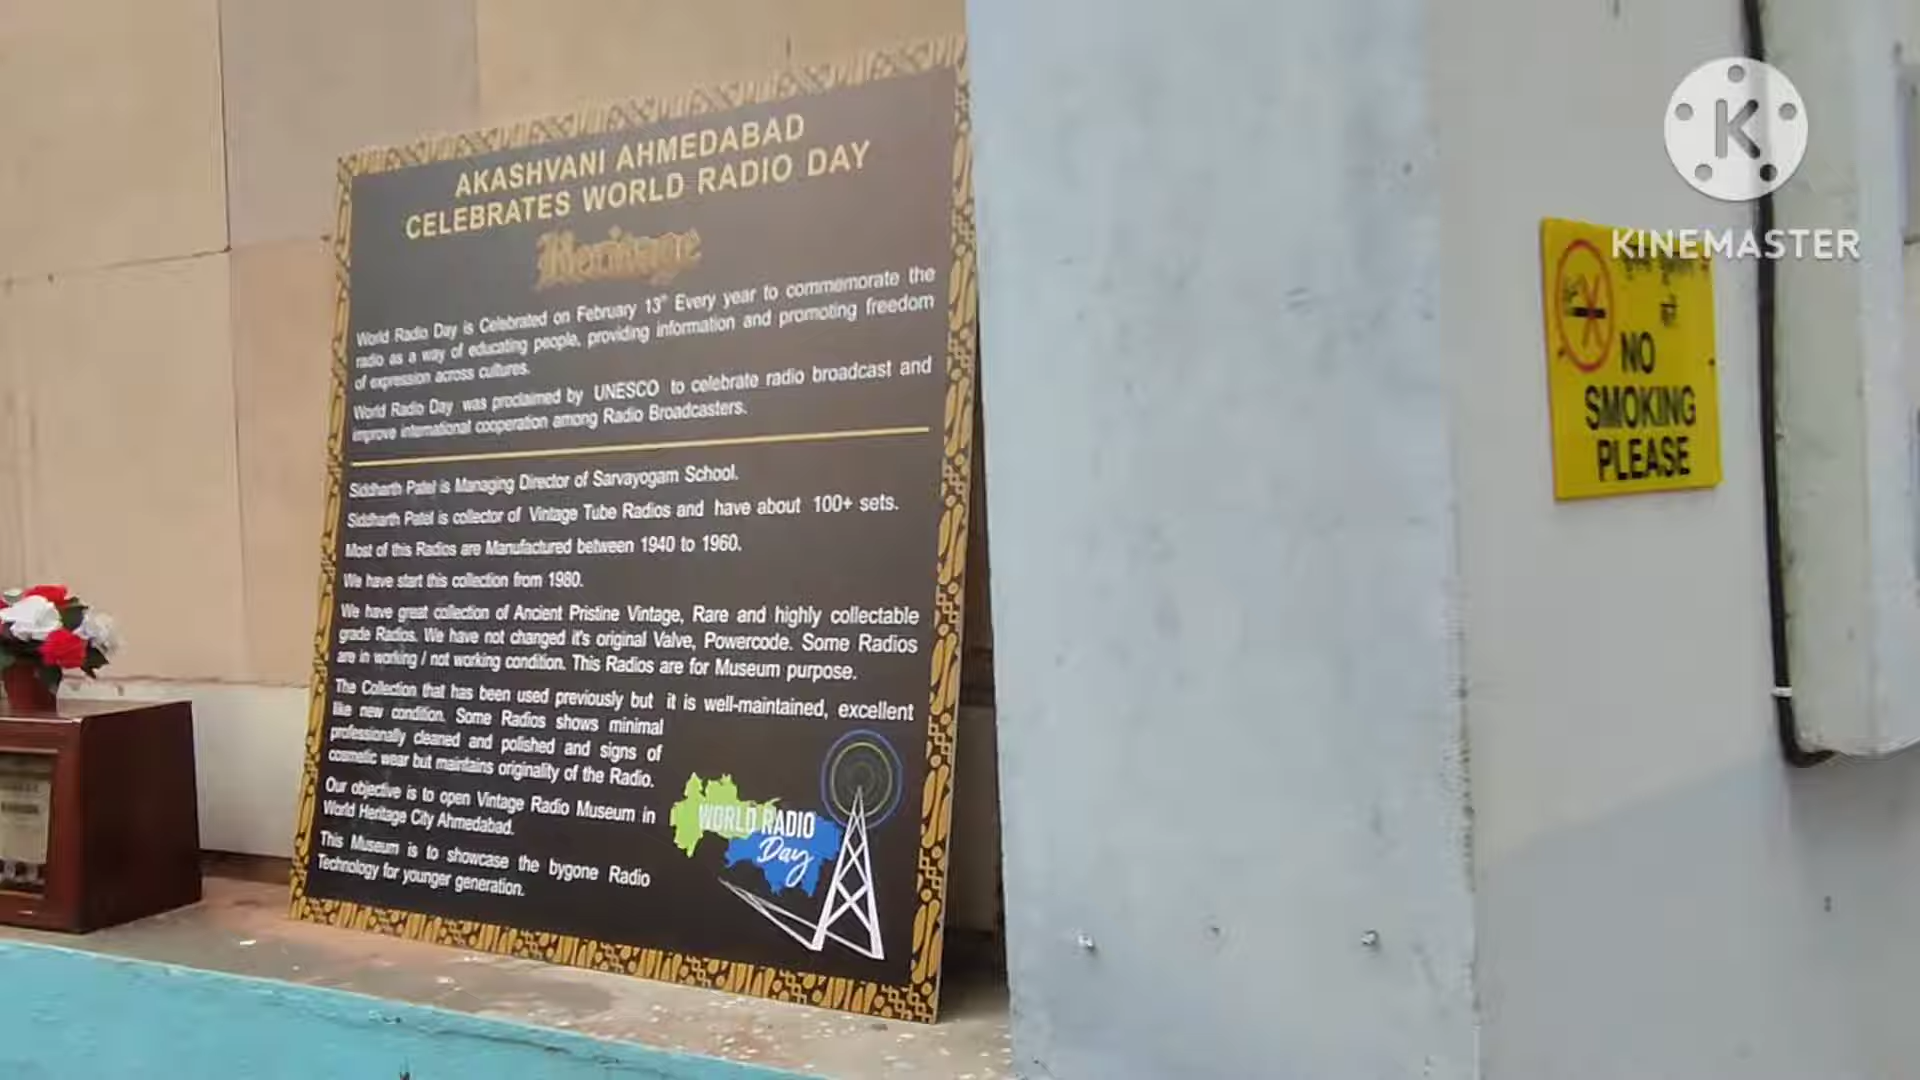 AKASHVANI AHMEDABAD
CELEBRATES WORLD RADIO DAY
Heritage
World Radio Day is Celebrated on February 13th Every year to commemorate the
radio as a way of educating people, providing information and promoting freedom
of expression across cultures.
World Radio Day was proclaimed by UNESCO to celebrate radio broadcast and
improve international cooperation among Radio Broadcasters.
Siddharth Patel is Managing Director of Sarvayogam School.
Siddharth Patel is collector of Vintage Tube Radios and have about 100+ sets.
Most of this Radios are Manufactured between 1940 to 1960.
We have start this collection from 1980.
We have great collection of Ancient Pristine Vintage, Rare and highly collectable
grade Radios. We have not changed it's original Valve, Powercode. Some Radios
are in working / not working condition. This Radios are for Museum purpose.
The Collection that has been used previously but it is well-maintained, excellent
like new condition. Some Radios shows minimal
professionally cleaned and polished and signs of
cosmetic wear but maintains originality of the Radio.
Our objective is to open Vintage Radio Museum in
World Heritage City Ahmedabad.
This Museum is to showcase the bygone Radio
Technology for younger generation.
WORLD RADIO
Day
K
KINEMASTER
NO
SMOKING
PLEASE